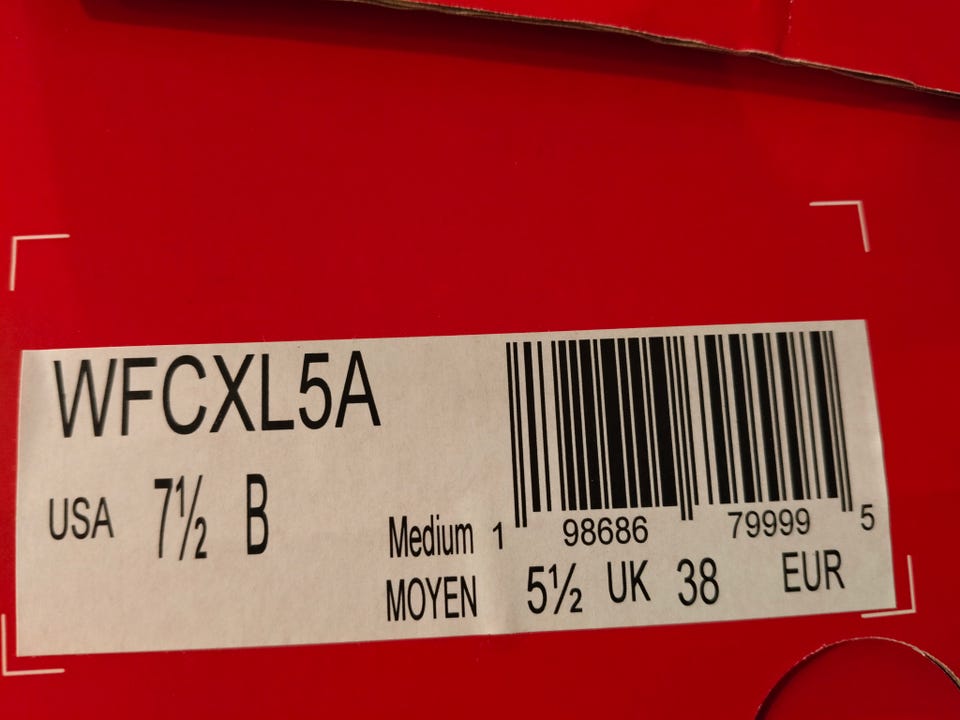 WFCXL5A
USA 7½ B
Medium 1 98686 79999 5
MOYEN 5½ UK 38 EUR